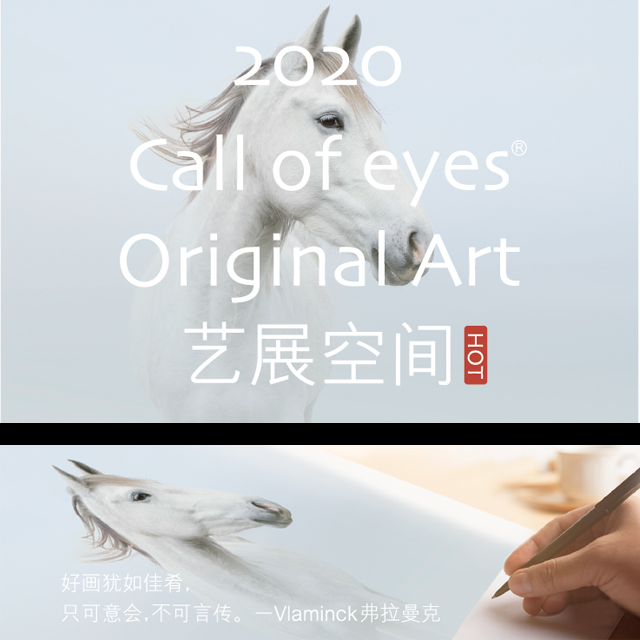 2020
Call of eyes®
Original Art
艺展空间 HOT
好画犹如佳肴,
只可意会,不可言传。 —Vlaminck弗拉曼克